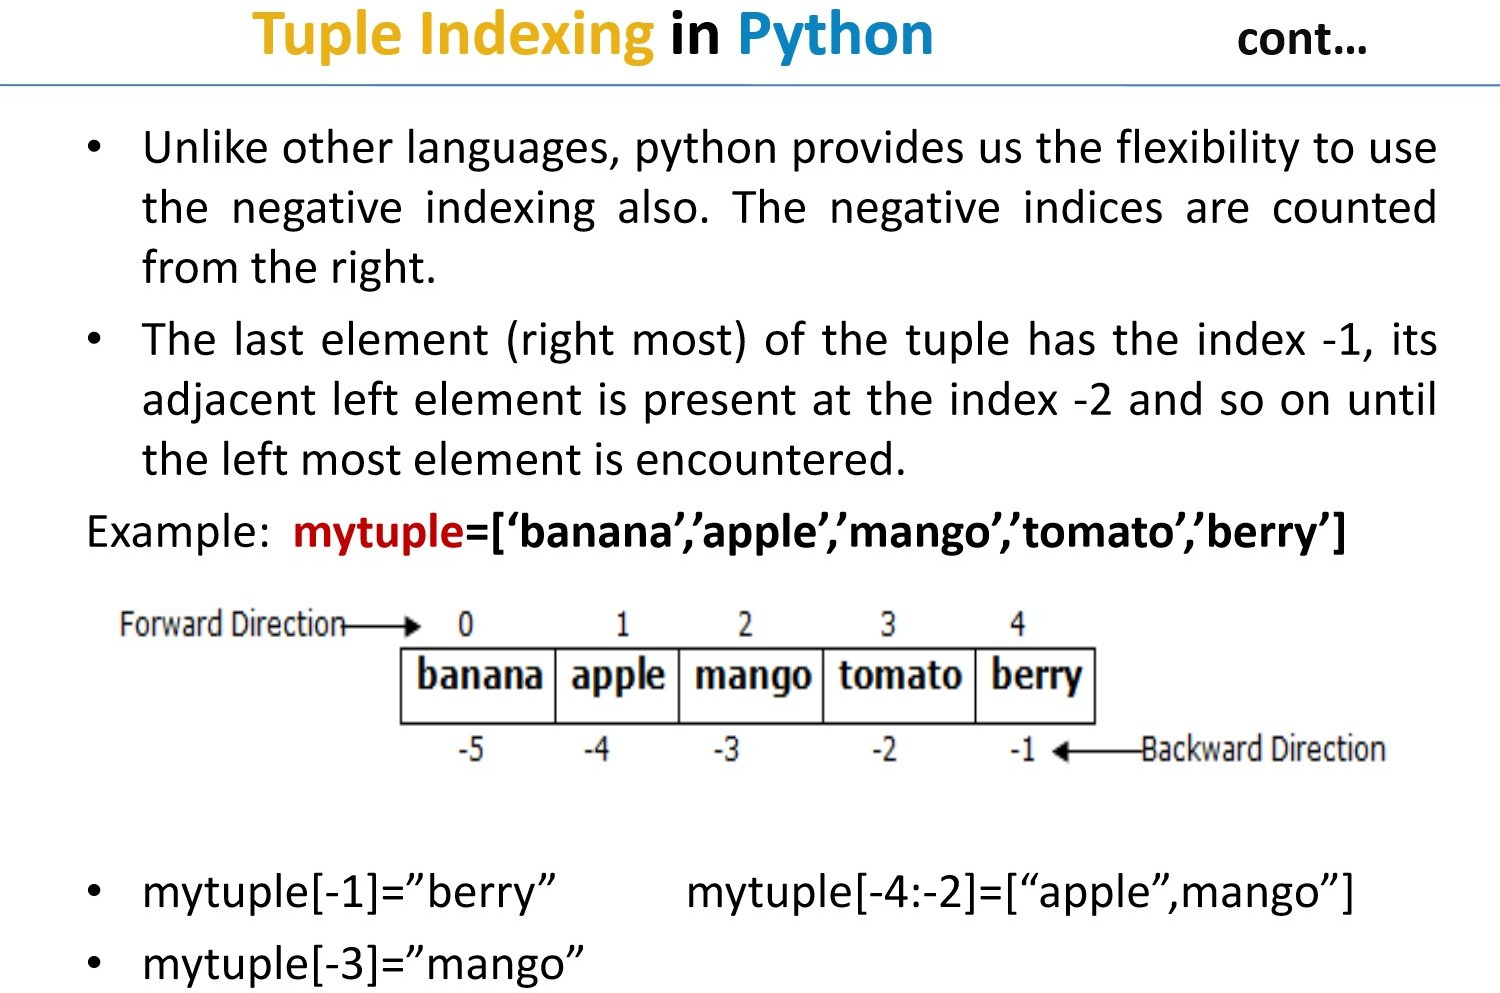 Tuple Indexing in Python cont...
• Unlike other languages, python provides us the flexibility to use
the negative indexing also. The negative indices are counted
from the right.
• The last element (right most) of the tuple has the index -1, its
adjacent left element is present at the index -2 and so on until
the left most element is encountered.
Example: mytuple=[‘banana’,’apple’,’mango’,’tomato’,’berry’]
Forward Direction 0 1 2 3 4
banana apple mango tomato berry
-5 -4 -3 -2 -1 Backward Direction
• mytuple[-1]=”berry” mytuple[-4:-2]=[“apple”,mango”]
• mytuple[-3]=”mango”